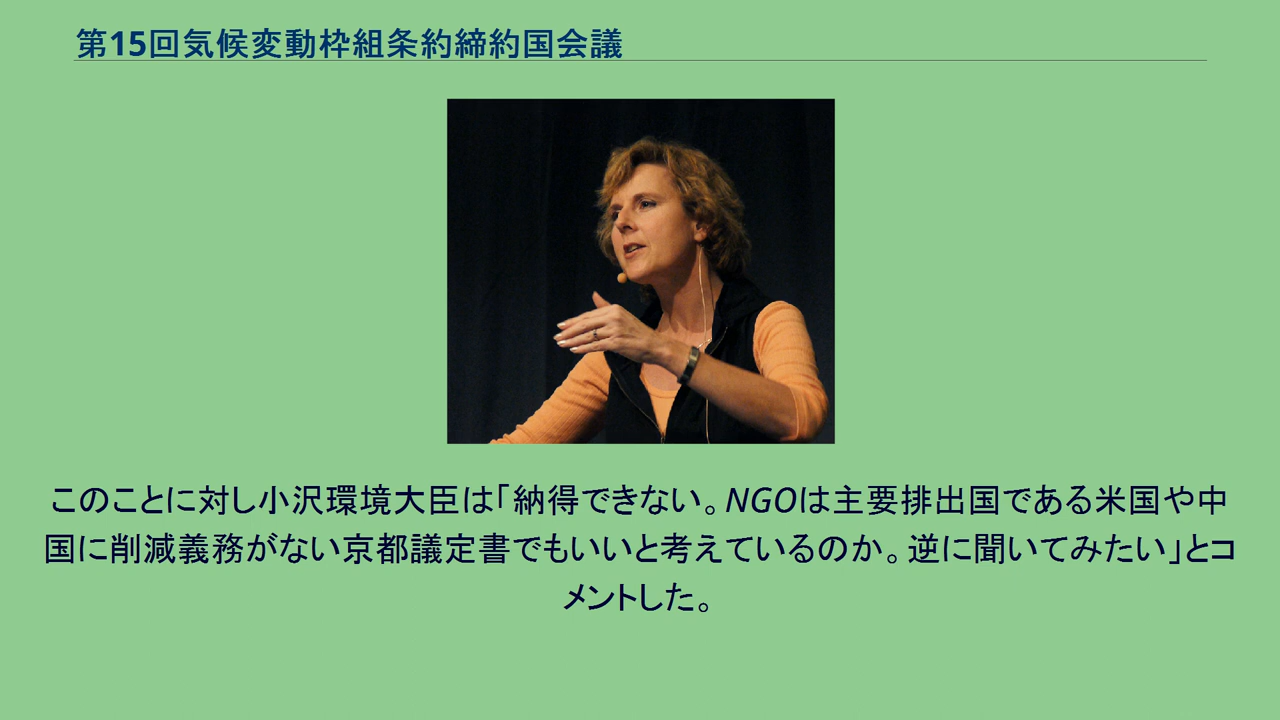 第15回気候変動枠組条約締約国会議
このことに対し小沢環境大臣は「納得できない。NGOは主要排出国である米国や中
国に削減義務がない京都議定書でもいいと考えているのか。逆に聞いてみたい」とコ
メントした。